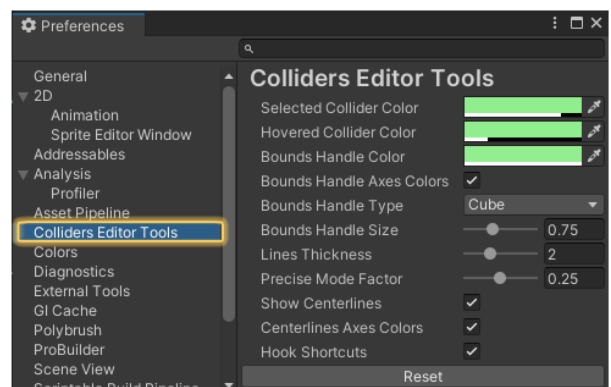 Preferences
General
2D
Animation
Sprite Editor Window
Addressables
Analysis
Profiler
Asset Pipeline
Colliders Editor Tools
Colors
Diagnostics
External Tools
GI Cache
Polybrush
ProBuilder
Scene View
Scriptable Build Pipeline
Colliders Editor Tools
Selected Collider Color
Hovered Collider Color
Bounds Handle Color
Bounds Handle Axes Colors
Bounds Handle Type Cube
Bounds Handle Size 0.75
Lines Thickness 2
Precise Mode Factor 0.25
Show Centerlines
Centerlines Axes Colors
Hook Shortcuts
Reset